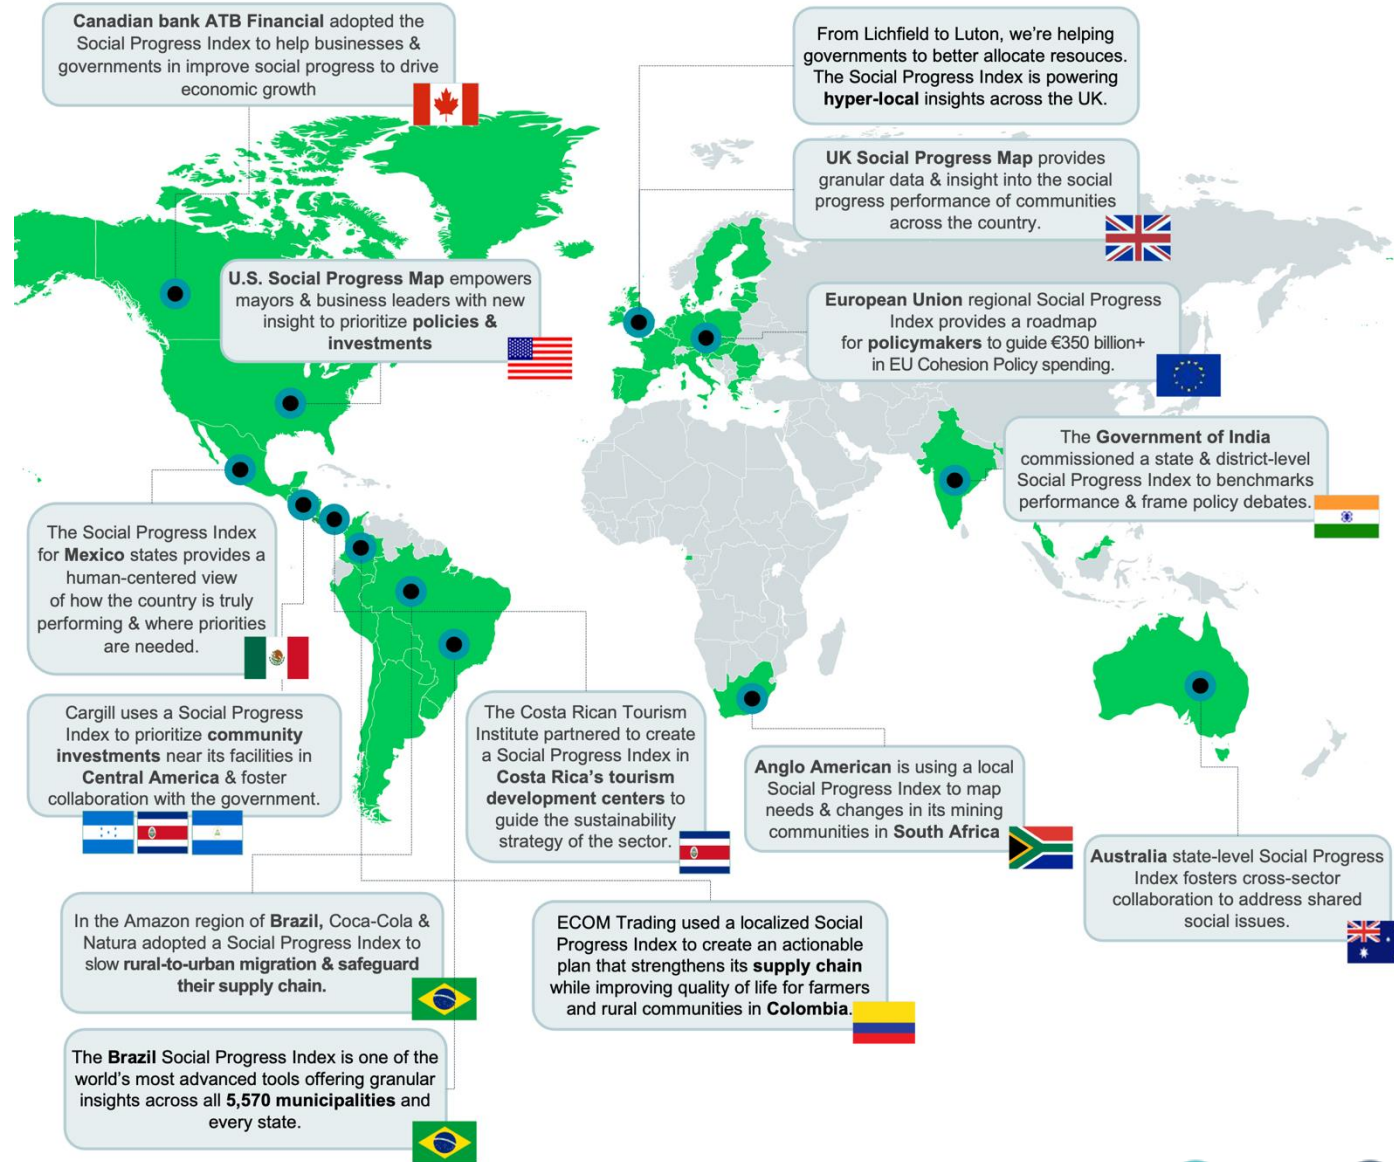 Canadian bank ATB Financial adopted the
Social Progress Index to help businesses &
governments in improve social progress to drive
economic growth
From Lichfield to Luton, we're helping
governments to better allocate resouces.
The Social Progress Index is powering
hyper-local insights across the UK.
UK Social Progress Map provides
granular data & insight into the social
progress performance of communities
across the country.
U.S. Social Progress Map empowers
mayors & business leaders with new
insight to prioritize policies &
investments
European Union regional Social Progress
Index provides a roadmap
for policymakers to guide €350 billion+
in EU Cohesion Policy spending.
The Government of India
commissioned a state & district-level
Social Progress Index to benchmarks
performance & frame policy debates.
The Social Progress Index
for Mexico states provides a
human-centered view
of how the country is truly
performing & where priorities
are needed.
Cargill uses a Social Progress
Index to prioritize community
investments near its facilities in
Central America & foster
collaboration with the government.
The Costa Rican Tourism
Institute partnered to create
a Social Progress Index in
Costa Rica's tourism
development centers to
guide the sustainability
strategy of the sector.
Anglo American is using a local
Social Progress Index to map
needs & changes in its mining
communities in South Africa
Australia state-level Social Progress
Index fosters cross-sector
collaboration to address shared
social issues.
In the Amazon region of Brazil, Coca-Cola &
Natura adopted a Social Progress Index to
slow rural-to-urban migration & safeguard
their supply chain.
ECOM Trading used a localized Social
Progress Index to create an actionable
plan that strengthens its supply chain
while improving quality of life for farmers
and rural communities in Colombia.
The Brazil Social Progress Index is one of the
world's most advanced tools offering granular
insights across all 5,570 municipalities and
every state.